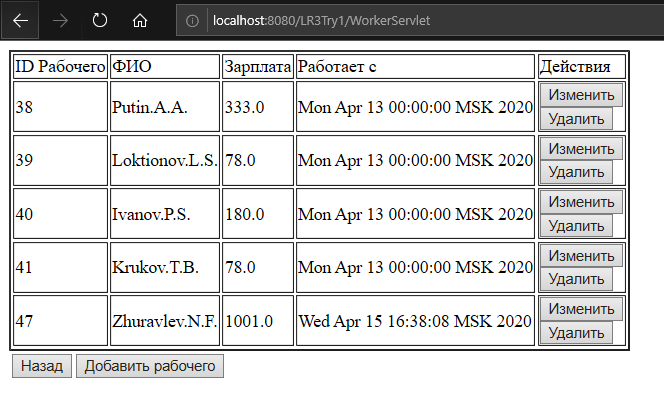 localhost:8080/LR3Try1/WorkerServlet
ID Рабочего ФИО Зарплата Работает с Действия
38 Putin.A.A. 333.0 Mon Apr 13 00:00:00 MSK 2020 Изменить
Удалить
39 Loktionov.L.S. 78.0 Mon Apr 13 00:00:00 MSK 2020 Изменить
Удалить
40 Ivanov.P.S. 180.0 Mon Apr 13 00:00:00 MSK 2020 Изменить
Удалить
41 Krukov.T.B. 78.0 Mon Apr 13 00:00:00 MSK 2020 Изменить
Удалить
47 Zhuravlev.N.F. 1001.0 Wed Apr 15 16:38:08 MSK 2020 Изменить
Удалить
Назад Добавить рабочего